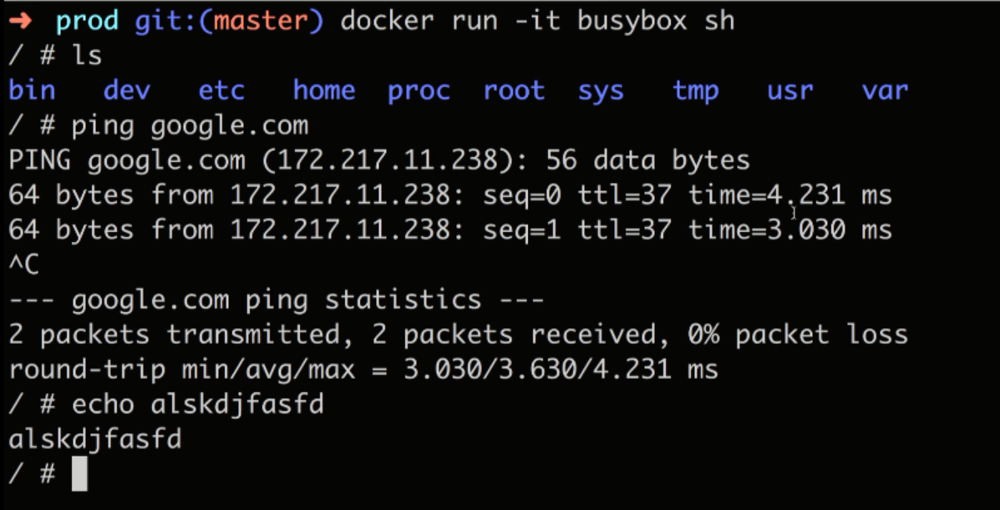 ➜ prod git:(master) docker run -it busybox sh
/ # ls
bin dev etc home proc root sys tmp usr var
/ # ping google.com
PING google.com (172.217.11.238): 56 data bytes
64 bytes from 172.217.11.238: seq=0 ttl=37 time=4.231 ms
64 bytes from 172.217.11.238: seq=1 ttl=37 time=3.030 ms
^C
--- google.com ping statistics ---
2 packets transmitted, 2 packets received, 0% packet loss
round-trip min/avg/max = 3.030/3.630/4.231 ms
/ # echo alskdjfasfd
alskdjfasfd
/ #